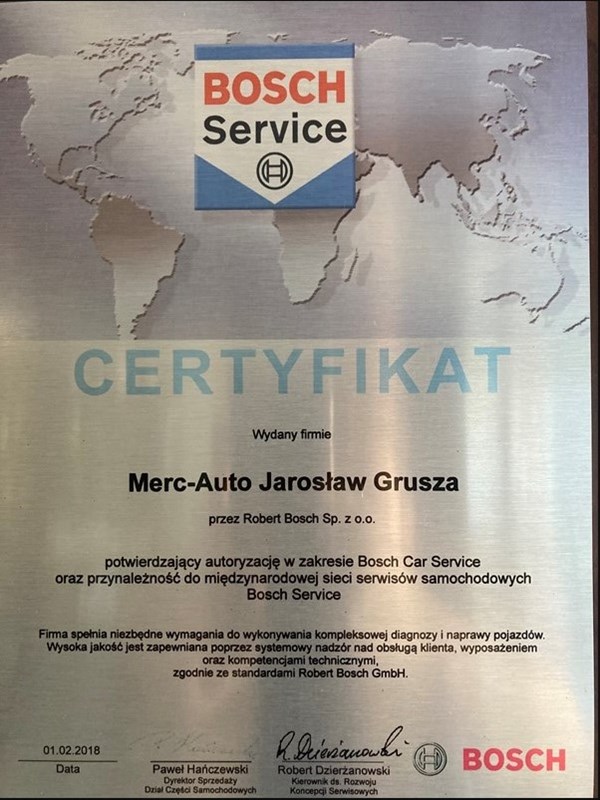 BOSCH
Service
CERTYFIKAT
Wydany firmie
Merc-Auto Jarosław Grusza
przez Robert Bosch Sp. z o.o.
potwierdzający autoryzację w zakresie Bosch Car Service
oraz przynależność do międzynarodowej sieci serwisów samochodowych
Bosch Service
Firma spełnia niezbędne wymagania do wykonywania kompleksowej diagnozy i naprawy pojazdów.
Wysoka jakość jest zapewniana poprzez systemowy nadzór nad obsługą klienta, wyposażeniem
oraz kompetencjami technicznymi,
zgodnie ze standardami Robert Bosch GmbH.
01.02.2018
Data
Paweł Hańczewski
Dyrektor Sprzedaży
Dział Części Samochodowych
R. Dzierżanowski
Robert Dzierżanowski
Kierownik ds. Rozwoju
Koncepcji Serwisowych
BOSCH